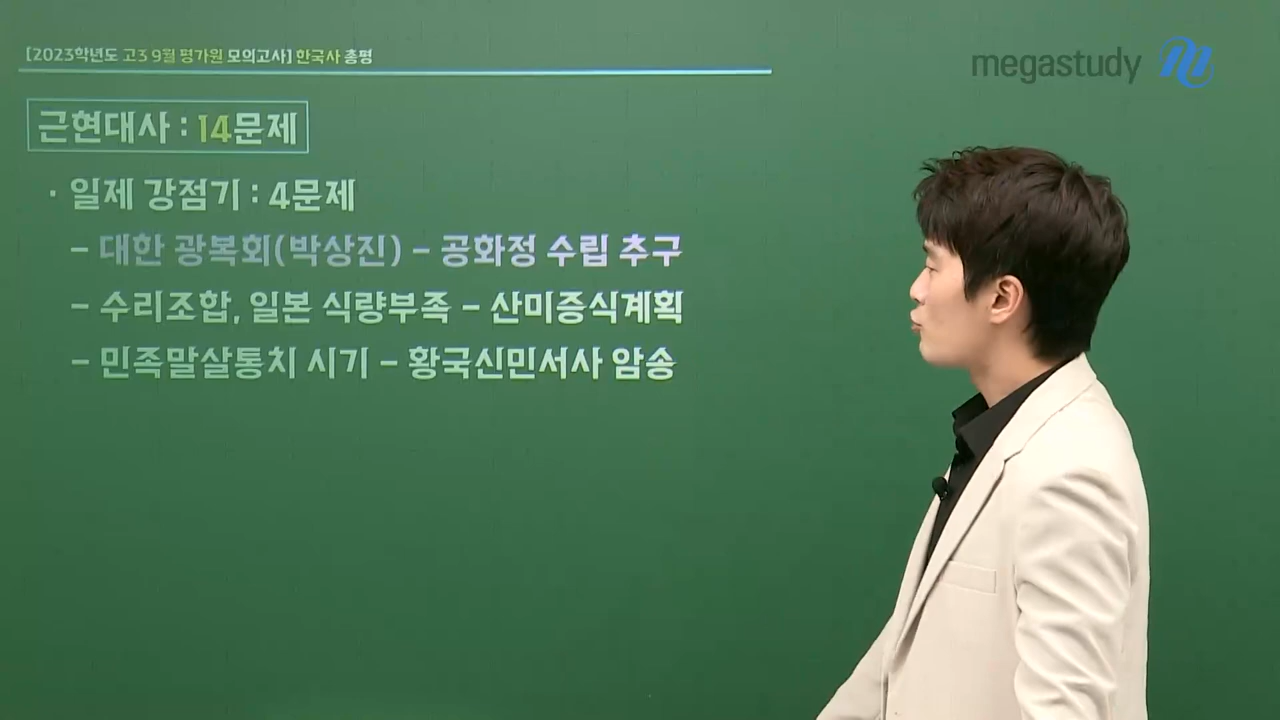 [2023학년도 고3 9월 평가원 모의고사] 한국사 총평
megastudy
근현대사 : 14문제
· 일제 강점기 : 4문제
- 대한 광복회(박상진) - 공화정 수립 추구
- 수리조합, 일본 식량부족 - 산미증식계획
- 민족말살통치 시기 - 황국신민서사 암송